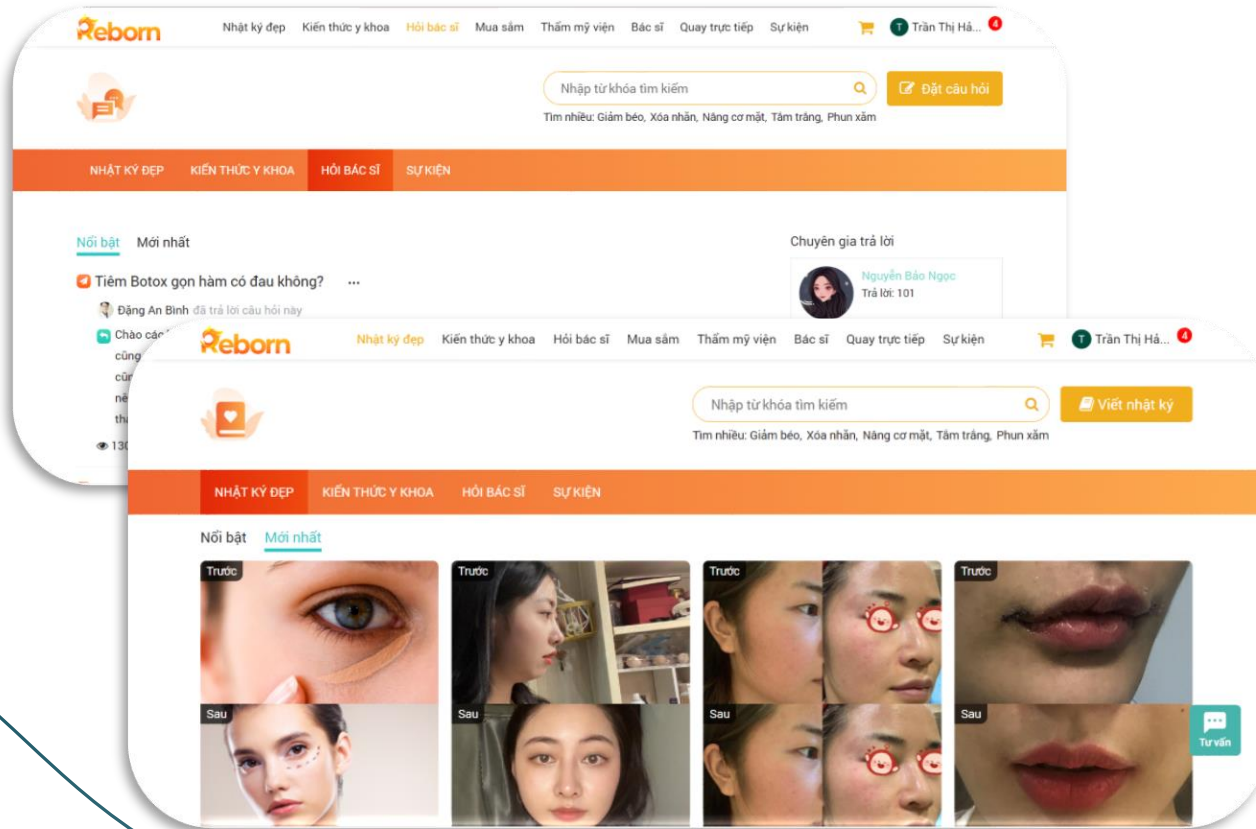 Reborn
Nhật ký đẹp Kiến thức y khoa Hỏi bác sĩ Mua sắm Thẩm mỹ viện Bác sĩ Quay trực tiếp Sự kiện T Trần Thị Hả... 4
Nhập từ khóa tìm kiếm
Đặt câu hỏi
Tìm nhiều: Giảm béo, Xóa nhăn, Nâng cơ mặt, Tắm trắng, Phun xăm
NHẬT KÝ ĐẸP KIẾN THỨC Y KHOA HỎI BÁC SĨ SỰ KIỆN
Nổi bật Mới nhất
Chuyên gia trả lời
Tiêm Botox gọn hàm có đau không? ...
Nguyễn Bảo Ngọc
Trả lời: 101
Đặng An Bình đã trả lời câu hỏi này
Chào các
cũng
130
Reborn
Nhật ký đẹp Kiến thức y khoa Hỏi bác sĩ Mua sắm Thẩm mỹ viện Bác sĩ Quay trực tiếp Sự kiện T Trần Thị Hả... 4
Nhập từ khóa tìm kiếm
Viết nhật ký
Tìm nhiều: Giảm béo, Xóa nhăn, Nâng cơ mặt, Tắm trắng, Phun xăm
NHẬT KÝ ĐẸP KIẾN THỨC Y KHOA HỎI BÁC SĨ SỰ KIỆN
Nổi bật Mới nhất
Trước Trước Trước Trước
Sau Sau Sau Sau
Tư vấn